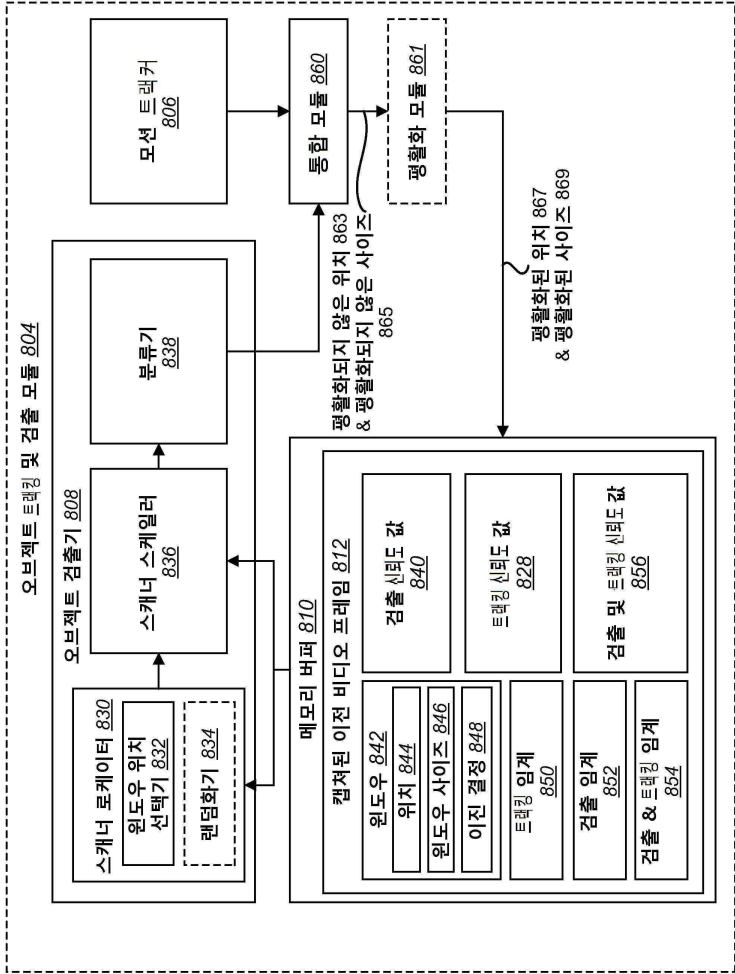 오브젝트 트래킹 및 검출 모듈 804
오브젝트 검출기 808
스캐너 로케이터 830
윈도우 위치
선택기 832
랜덤화기 834
스캐너 스케일러
836
분류기
838
모션 트래커
806
통합 모듈 860
평활화되지 않은 위치 863
& 평활화되지 않은 사이즈
865
평활화 모듈 861
평활화된 위치 867
& 평활화된 사이즈 869
메모리 버퍼 810
캡쳐된 이전 비디오 프레임 812
윈도우 842
위치 844
윈도우 사이즈 846
이진 결정 848
트래킹 임계
850
검출 임계
852
검출 & 트래킹 임계
854
검출 신뢰도 값
840
트래킹 신뢰도 값
828
검출 및 트래킹 신뢰도 값
856